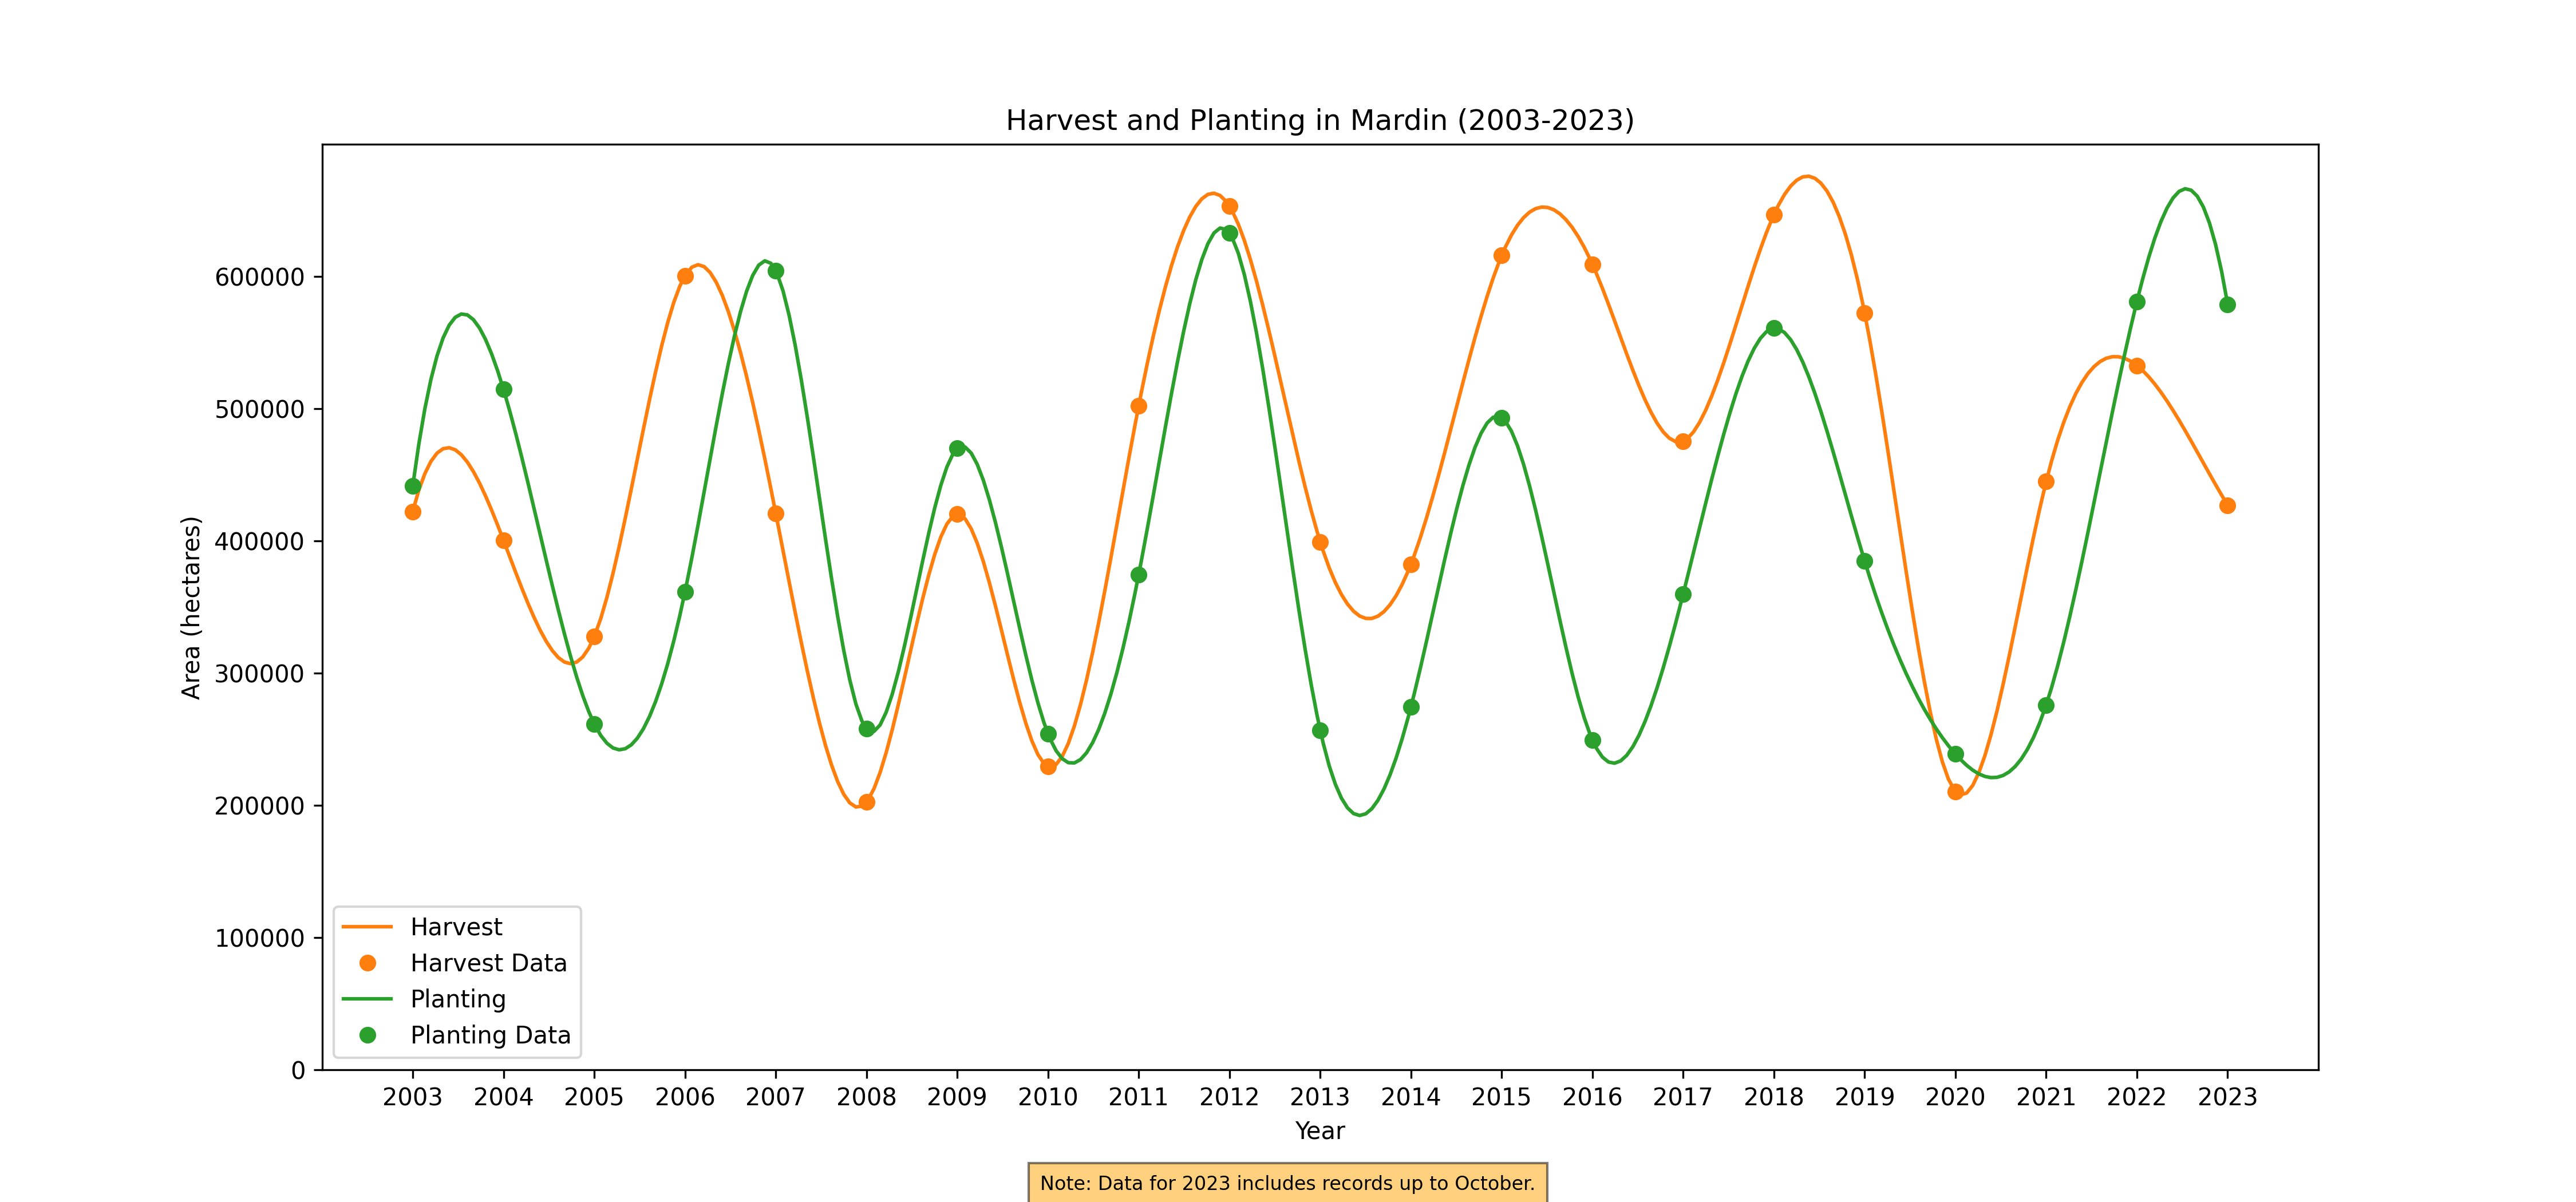 Harvest and Planting in Mardin (2003-2023)
Area (hectares)
600000
500000
400000
300000
200000
100000
0
Harvest
Harvest Data
Planting
Planting Data
2003 2004 2005 2006 2007 2008 2009 2010 2011 2012 2013 2014 2015 2016 2017 2018 2019 2020 2021 2022 2023
Year
Note: Data for 2023 includes records up to October.